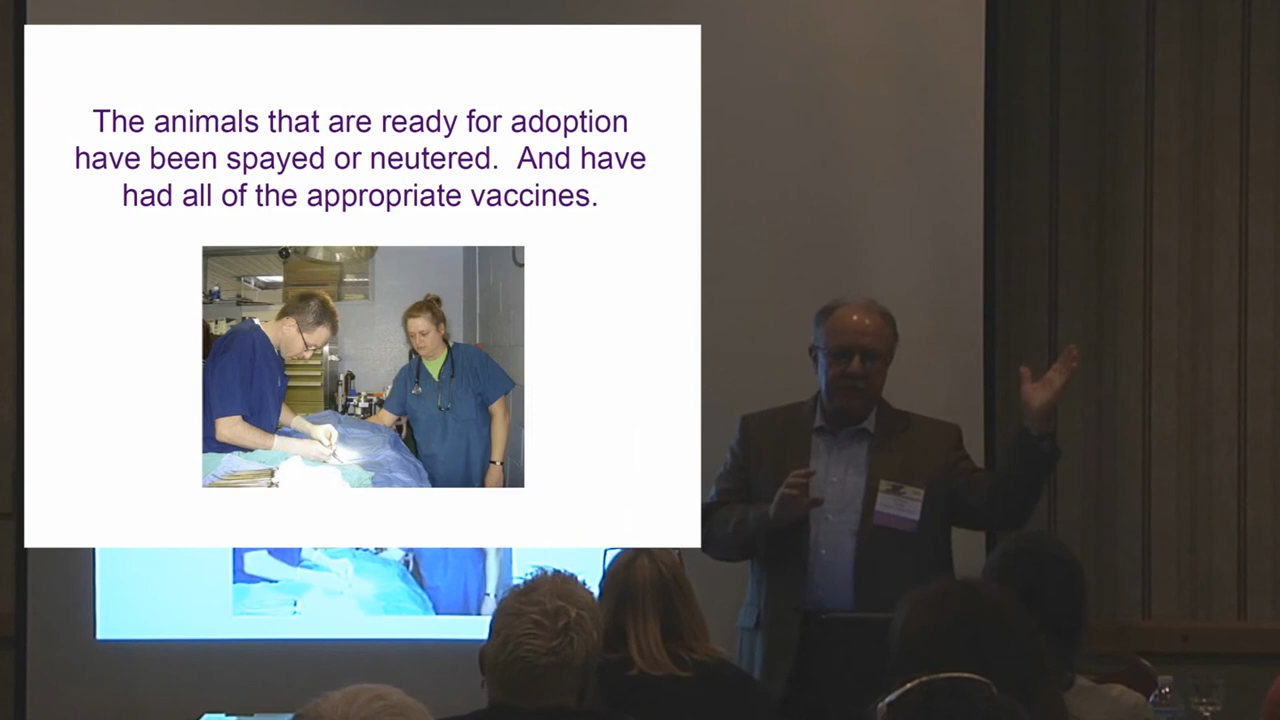 The animals that are ready for adoption
have been spayed or neutered.  And have
had all of the appropriate vaccines.